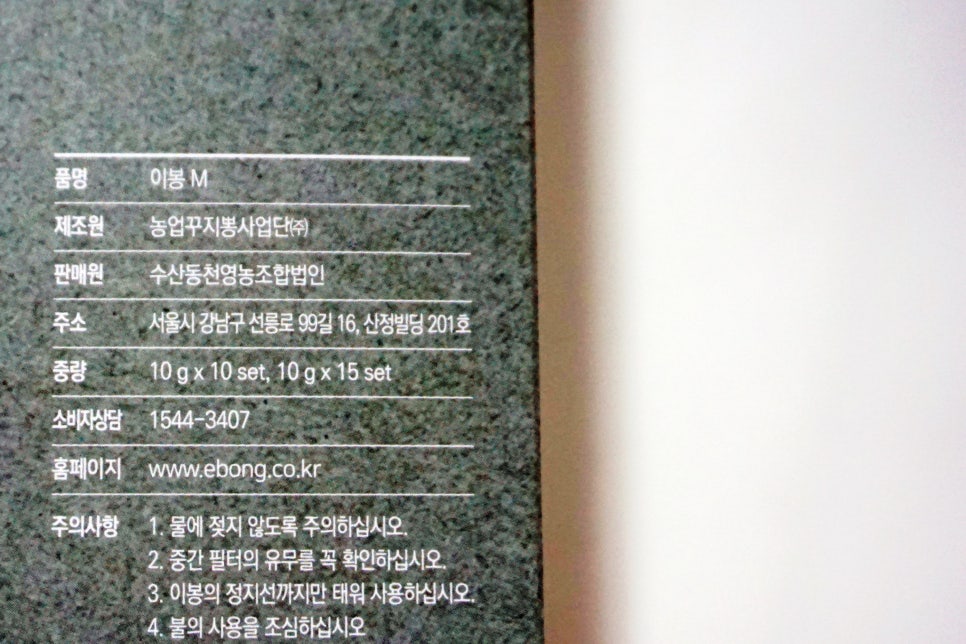 품명 이봉 M
제조원 농업꾸지뽕사업단㈜
판매원 수산동천영농조합법인
주소 서울시 강남구 선릉로 99길 16, 산정빌딩 201호
중량 10 g x 10 set, 10 g x 15 set
소비자상담 1544-3407
홈페이지 www.ebong.co.kr
주의사항 1. 물에 젖지 않도록 주의하십시오.
2. 중간 필터의 유무를 꼭 확인하십시오.
3. 이봉의 정지선까지만 태워 사용하십시오.
4. 불의 사용을 조심하십시오